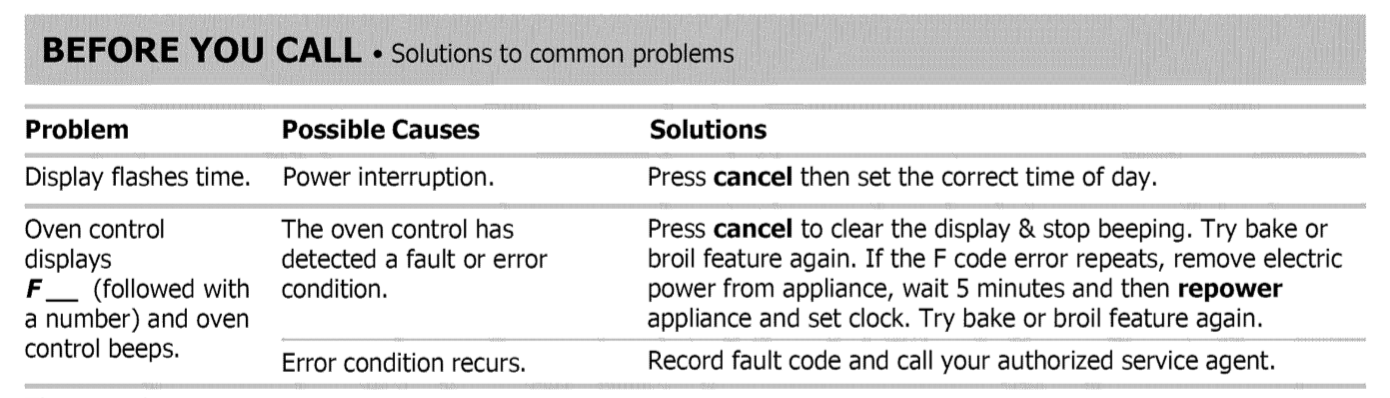 BEFORE YOU CALL • Solutions to common problems
Problem Possible Causes Solutions
Display flashes time. Power interruption. Press cancel then set the correct time of day.
Oven control
displays
F__ (followed with
a number) and oven
control beeps.
The oven control has
detected a fault or error
condition.
Press cancel to clear the display & stop beeping. Try bake or
broil feature again. If the F code error repeats, remove electric
power from appliance, wait 5 minutes and then repower
appliance and set clock. Try bake or broil feature again.
Error condition recurs. Record fault code and call your authorized service agent.